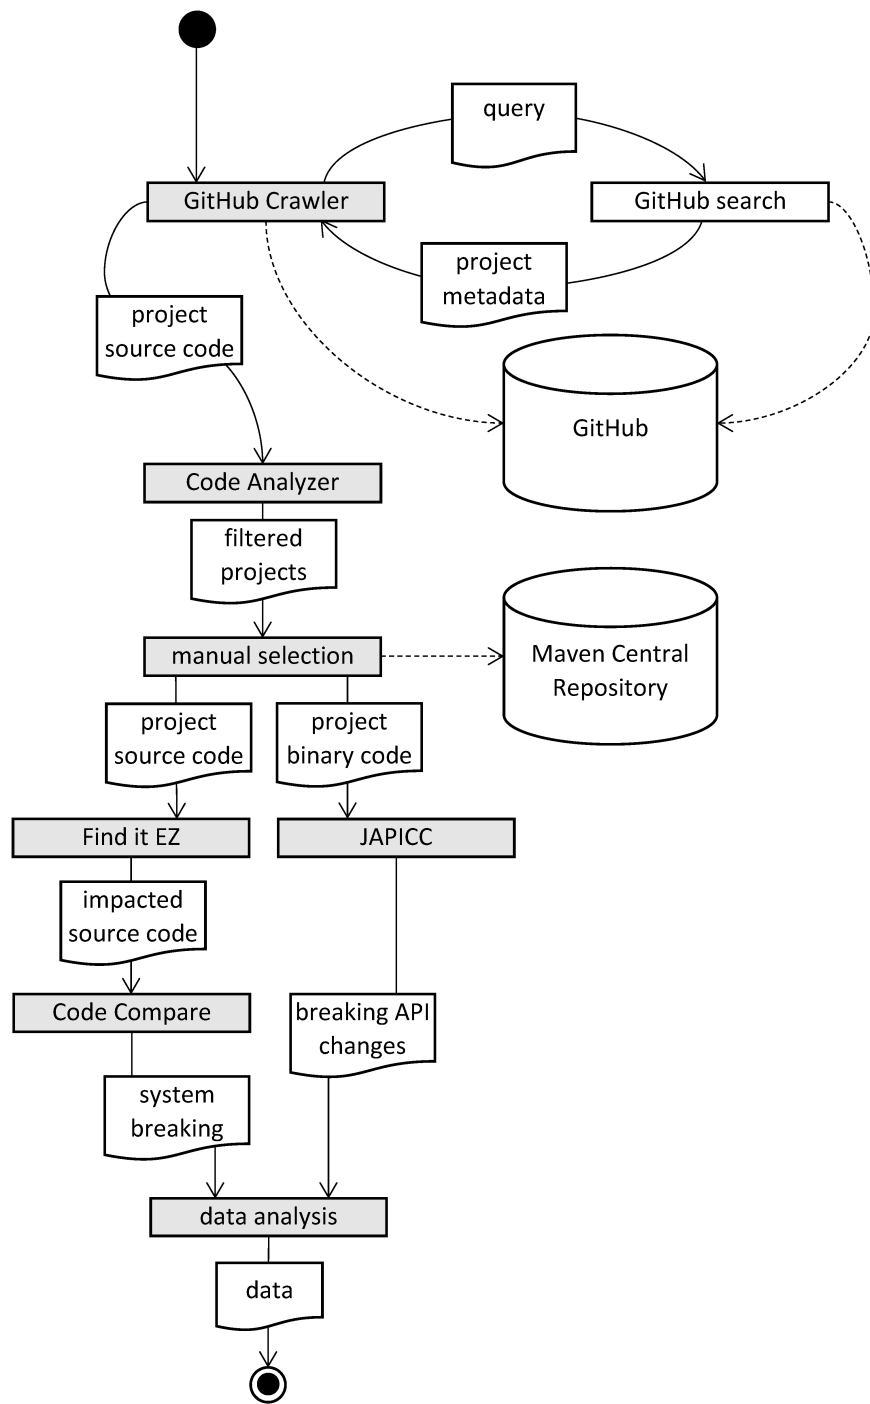 query
GitHub Crawler
GitHub search
project
metadata
project
source code
GitHub
Code Analyzer
filtered
projects
manual selection
Maven Central
Repository
project
source code
project
binary code
Find it EZ
JAPICC
impacted
source code
Code Compare
breaking API
changes
system
breaking
data analysis
data